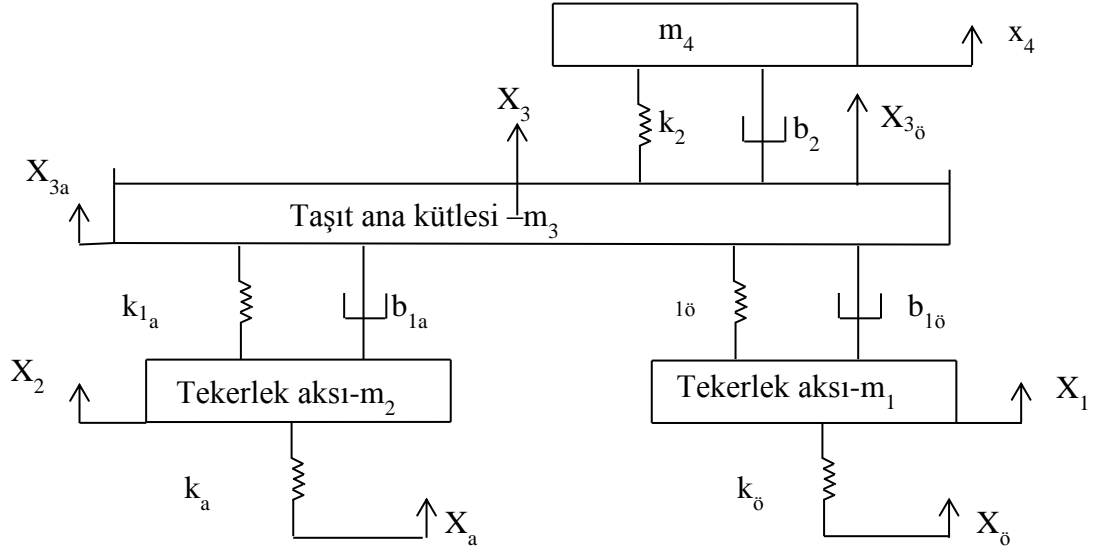 m₄
x₄
X₃
k₂
b₂
X₃ö
X₃ₐ
Taşıt ana kütlesi –m₃
k₁ₐ
b₁ₐ
₁ö
b₁ö
X₂
Tekerlek aksı-m₂
Tekerlek aksı-m₁
X₁
kₐ
Xₐ
kö
Xö